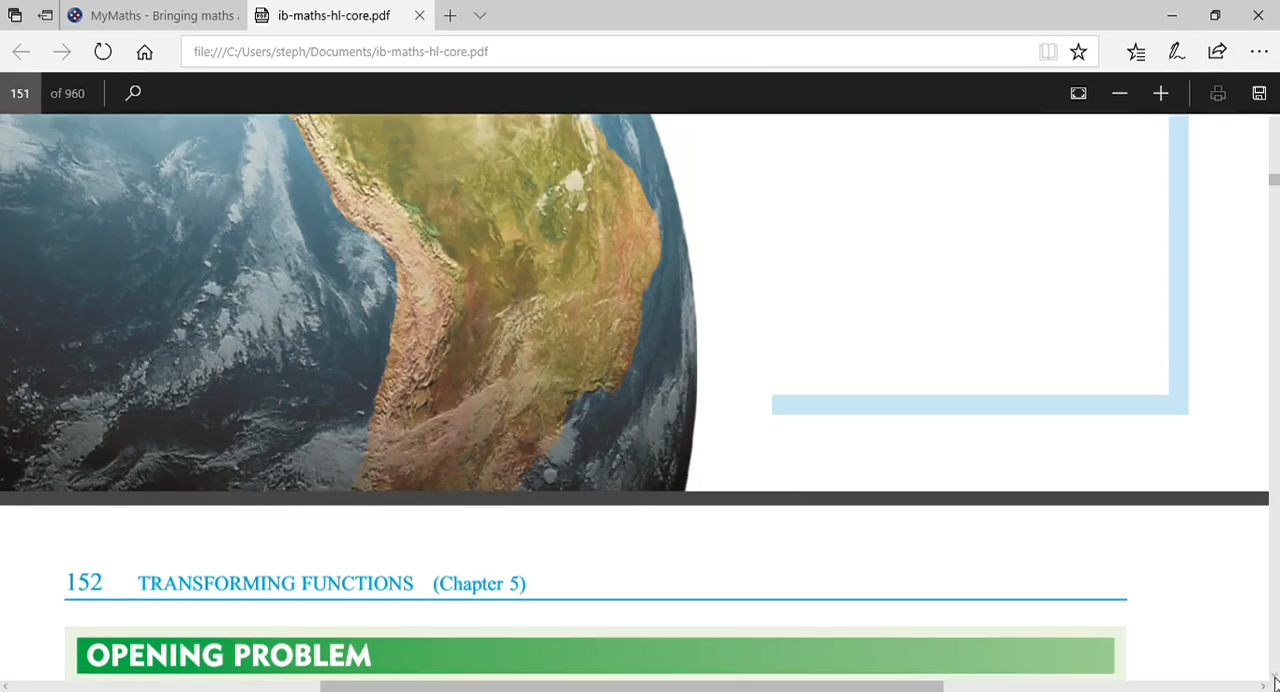 MyMaths - Bringing maths a
ib-maths-hl-core.pdf
file:///C:/Users/steph/Documents/ib-maths-hl-core.pdf
151 of 960
152 TRANSFORMING FUNCTIONS (Chapter 5)
OPENING PROBLEM